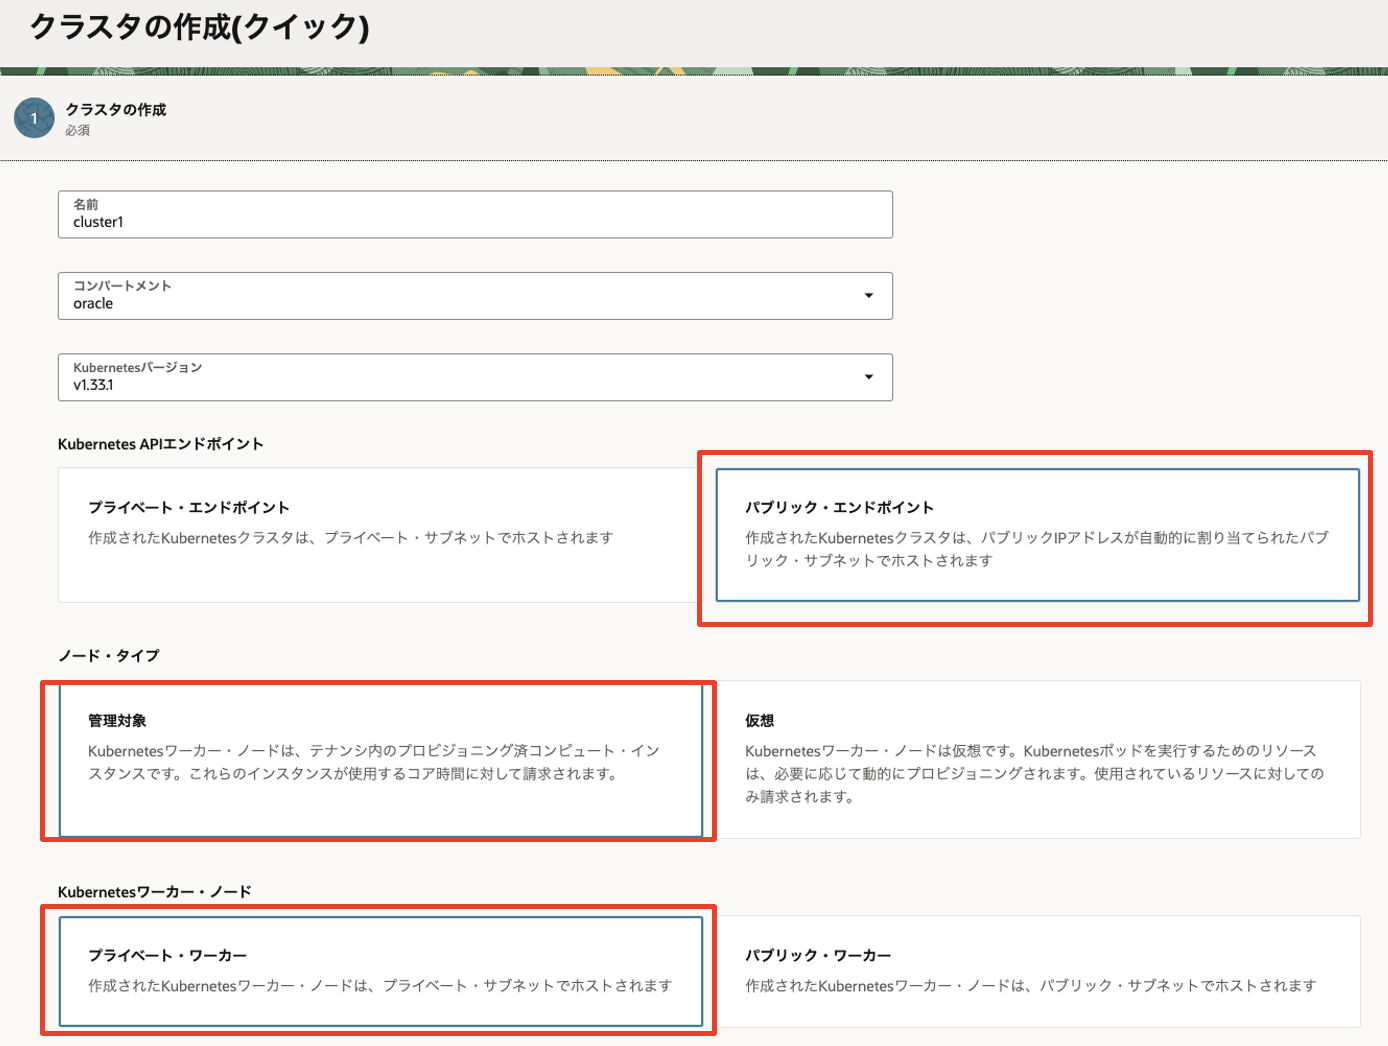 クラスタの作成(クイック)
1
クラスタの作成
必須
名前
cluster1
コンパートメント
oracle
Kubernetesバージョン
v1.33.1
Kubernetes APIエンドポイント
プライベート・エンドポイント
作成されたKubernetesクラスタは、プライベート・サブネットでホストされます
パブリック・エンドポイント
作成されたKubernetesクラスタは、パブリックIPアドレスが自動的に割り当てられたパブ
リック・サブネットでホストされます
ノード・タイプ
管理対象
Kubernetesワーカー・ノードは、テナンシ内のプロビジョニング済コンピュート・イン
スタンスです。これらのインスタンスが使用するコア時間に対して請求されます。
仮想
Kubernetesワーカー・ノードは仮想です。Kubernetesポッドを実行するためのリソース
は、必要に応じて動的にプロビジョニングされます。使用されているリソースに対しての
み請求されます。
Kubernetesワーカー・ノード
プライベート・ワーカー
作成されたKubernetesワーカー・ノードは、プライベート・サブネットでホストされます
パブリック・ワーカー
作成されたKubernetesワーカー・ノードは、パブリック・サブネットでホストされます